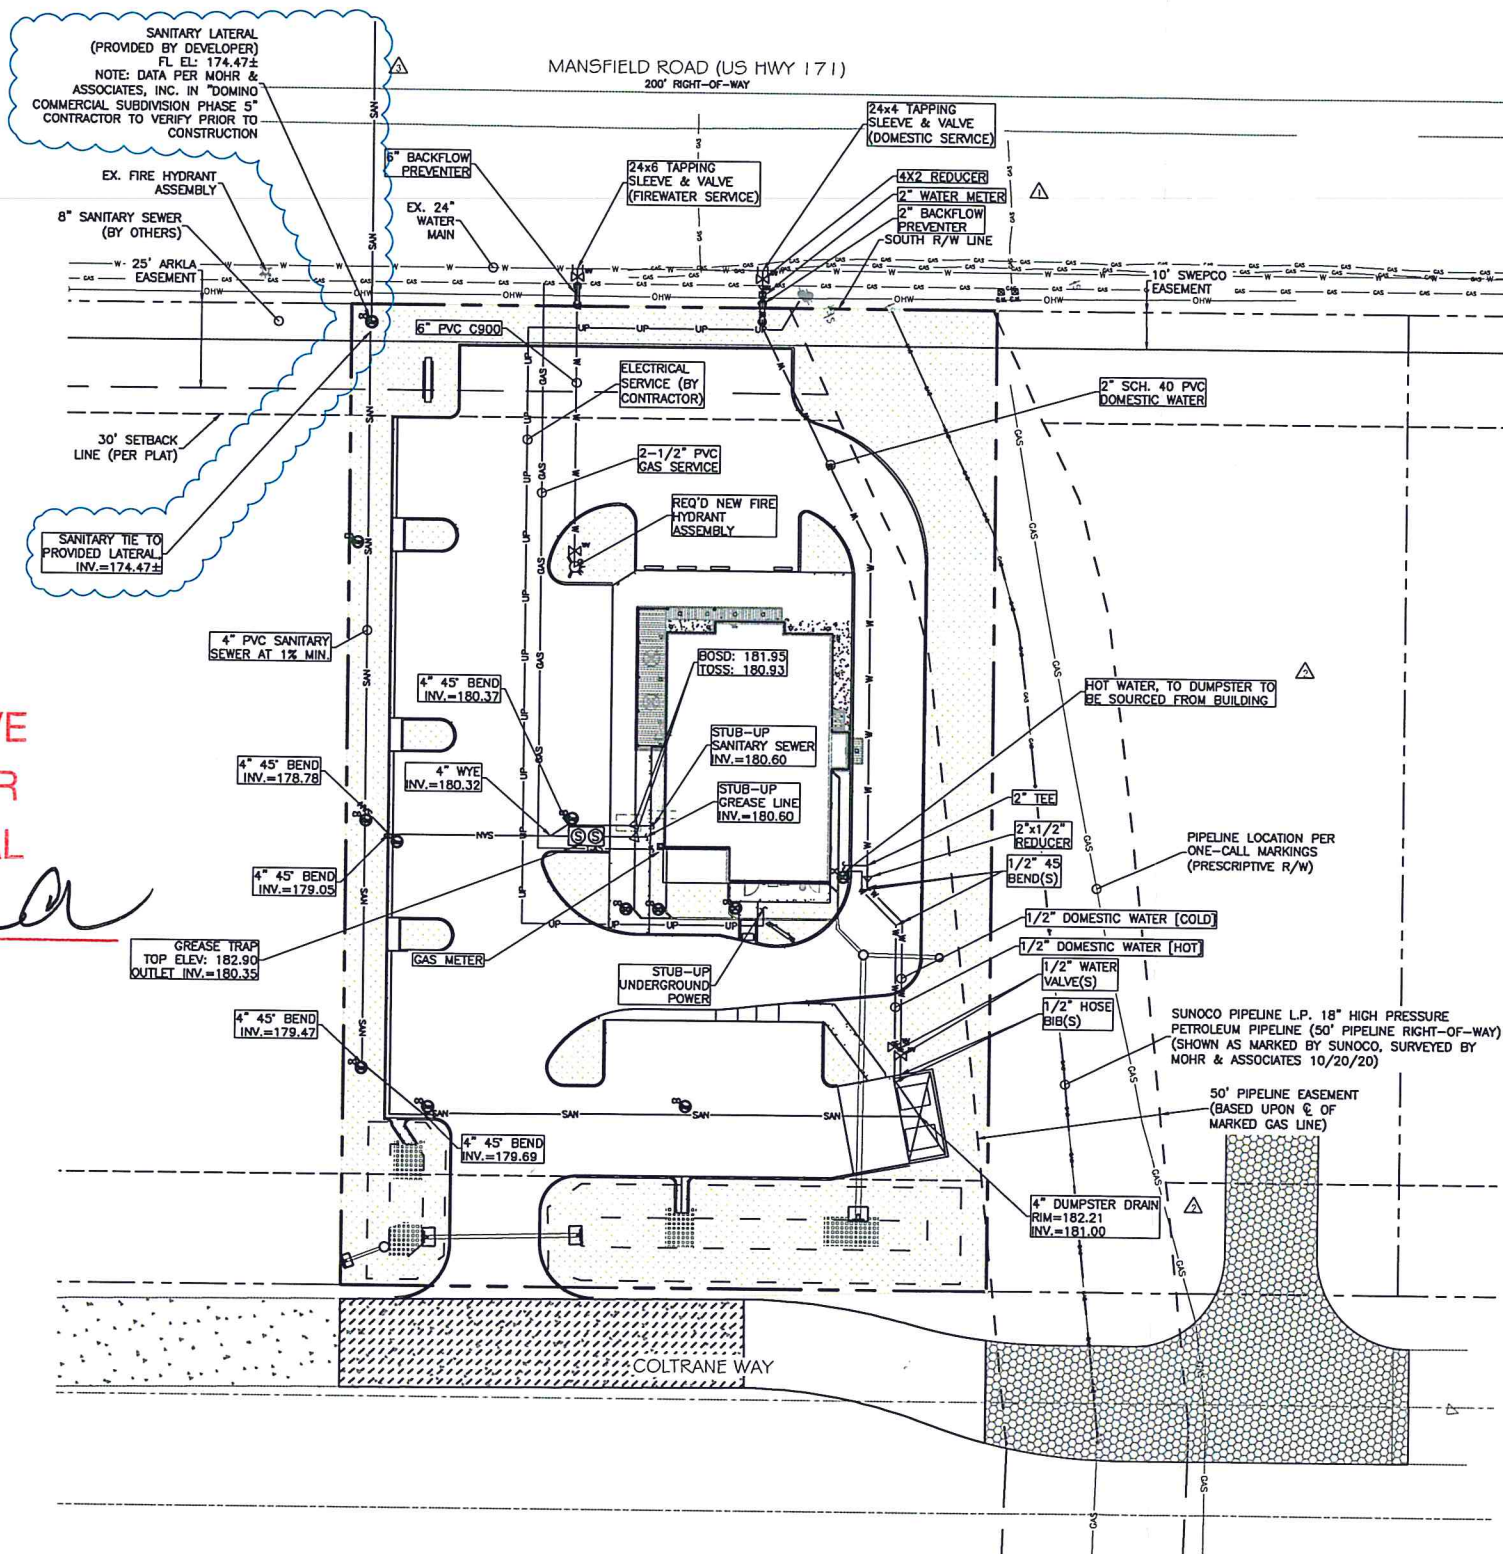 SANITARY LATERAL
(PROVIDED BY DEVELOPER)
FL EL: 174.47±
NOTE: DATA PER MOHR &
ASSOCIATES, INC. IN "DOMINO
COMMERCIAL SUBDIVISION PHASE 5"
CONTRACTOR TO VERIFY PRIOR TO
CONSTRUCTION
3
MANSFIELD ROAD (US HWY 171)
200' RIGHT-OF-WAY
24x4 TAPPING
SLEEVE & VALVE
(DOMESTIC SERVICE)
6" BACKFLOW
PREVENTER
24x6 TAPPING
SLEEVE & VALVE
(FIREWATER SERVICE)
4X2 REDUCER
2" WATER METER
2" BACKFLOW
PREVENTER
SOUTH R/W LINE
1
EX. FIRE HYDRANT
ASSEMBLY
8" SANITARY SEWER
(BY OTHERS)
EX. 24"
WATER
MAIN
25' ARKLA
EASEMENT
10' SWEPCO
EASEMENT
6" PVC C900
ELECTRICAL
SERVICE (BY
CONTRACTOR)
2" SCH. 40 PVC
DOMESTIC WATER
30' SETBACK
LINE (PER PLAT)
2-1/2" PVC
GAS SERVICE
REQ'D NEW FIRE
HYDRANT
ASSEMBLY
SANITARY TIE TO
PROVIDED LATERAL
INV.=174.47±
4" PVC SANITARY
SEWER AT 1% MIN.
BOSD: 181.95
TOSS: 180.93
4" 45° BEND
INV.=180.37
HOT WATER, TO DUMPSTER TO
BE SOURCED FROM BUILDING
2
STUB-UP
SANITARY SEWER
INV.=180.60
4" 45° BEND
INV.=178.78
4" WYE
INV.=180.32
STUB-UP
GREASE LINE
INV.=180.60
2" TEE
2"x1/2"
REDUCER
1/2" 45
BEND(S)
PIPELINE LOCATION PER
ONE-CALL MARKINGS
(PRESCRIPTIVE R/W)
4" 45° BEND
INV.=179.05
1/2" DOMESTIC WATER [COLD]
1/2" DOMESTIC WATER [HOT]
GREASE TRAP
TOP ELEV: 182.90
OUTLET INV.=180.35
GAS METER
STUB-UP
UNDERGROUND
POWER
1/2" WATER
VALVE(S)
1/2" HOSE
BIB(S)
4" 45° BEND
INV.=179.47
SUNOCO PIPELINE L.P. 18" HIGH PRESSURE
PETROLEUM PIPELINE (50' PIPELINE RIGHT-OF-WAY)
(SHOWN AS MARKED BY SUNOCO, SURVEYED BY
MOHR & ASSOCIATES 10/20/20)
50' PIPELINE EASEMENT
(BASED UPON ℄ OF
MARKED GAS LINE)
4" 45° BEND
INV.=179.69
4" DUMPSTER DRAIN
RIM=182.21
INV.=181.00
2
COLTRANE WAY